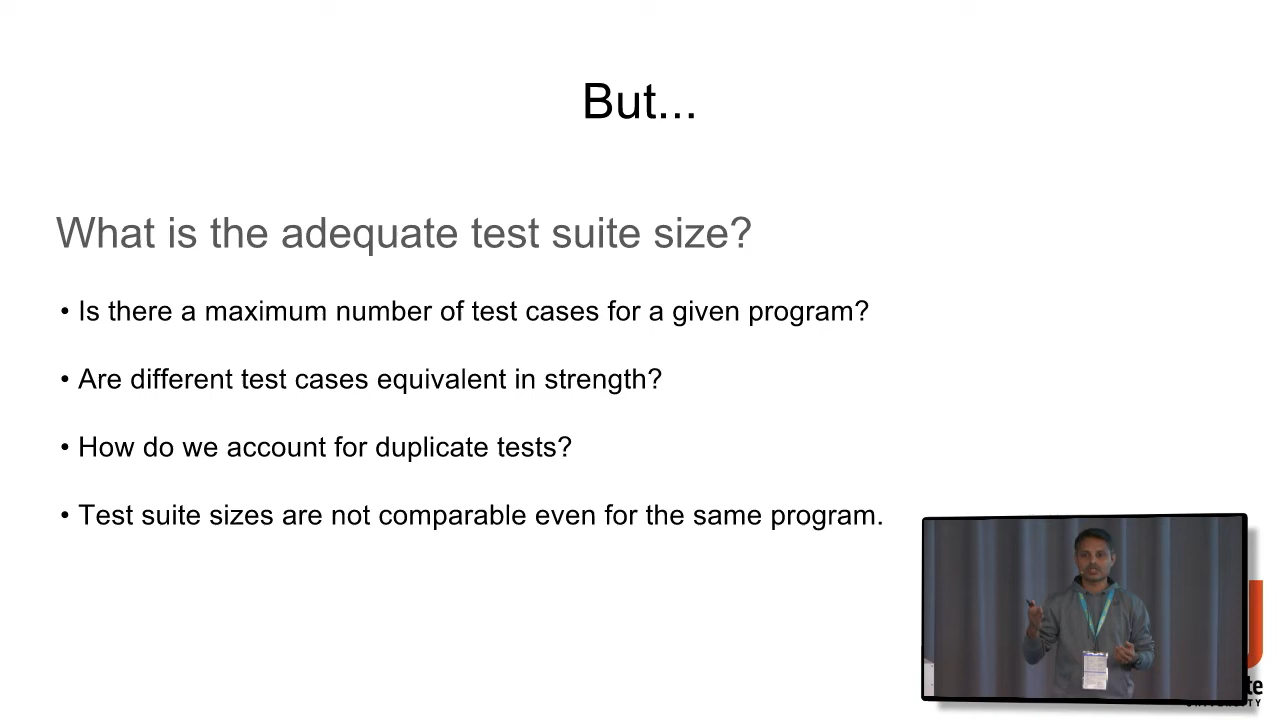 But...
What is the adequate test suite size?
• Is there a maximum number of test cases for a given program?
• Are different test cases equivalent in strength?
• How do we account for duplicate tests?
• Test suite sizes are not comparable even for the same program.